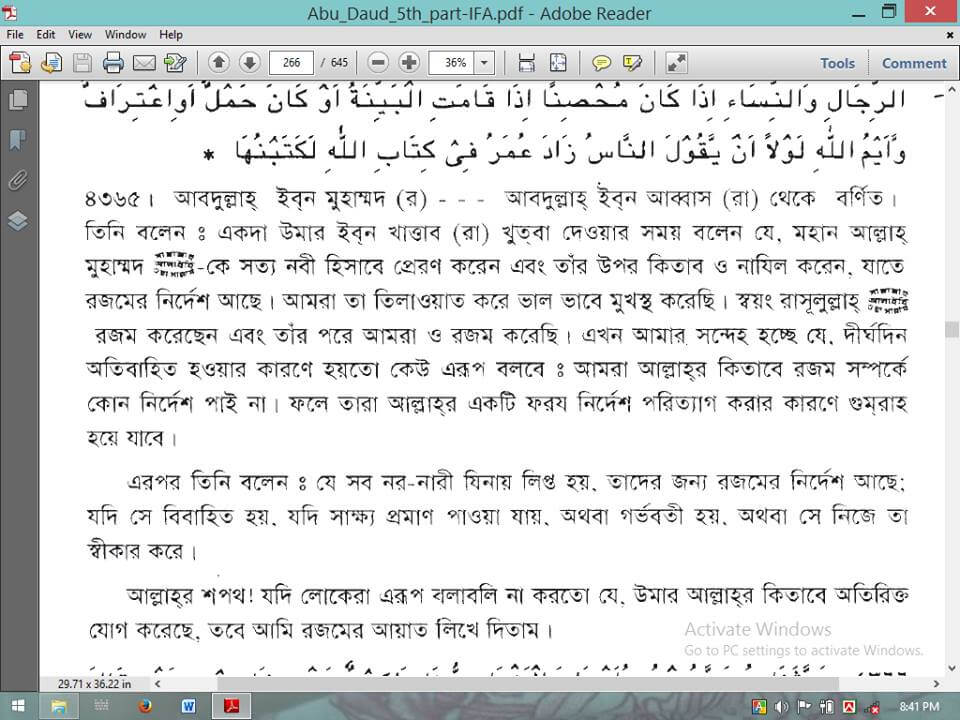 Abu_Daud_5th_part-IFA.pdf - Adobe Reader
File Edit View Window Help
266 / 645 36% Tools Comment
الرِّجَالِ وَالنِّسَاءِ اِذَا كَانَ مُحْصِنًا اِذَا قَامَتِ الْبَيِّنَةُ اَوْ كَانَ حَمْلٌ اَوِاعْتِرَافٌ
وَّاَيْمُ اللّٰهِ لَوْلاَ اَنْ يَّقُوْلَ النَّاسُ زَادَ عُمَرُ فِىْ كِتَابِ اللّٰهِ لَكَتَبْتُهَا *
৪৩৬৫। আবদুল্লাহ্ ইব্‌ন মুহাম্মদ (র) - - - আবদুল্লাহ্ ইব্‌ন আব্বাস (রা) থেকে বর্ণিত।
তিনি বলেন ঃ একদা উমার ইব্‌ন খাত্তাব (রা) খুত্‌বা দেওয়ার সময় বলেন যে, মহান আল্লাহ্
মুহাম্মদ -কে সত্য নবী হিসাবে প্রেরণ করেন এবং তাঁর উপর কিতাব ও নাযিল করেন, যাতে
রজমের নির্দেশ আছে। আমরা তা তিলাওয়াত করে ভাল ভাবে মুখস্থ করেছি। স্বয়ং রাসূলুল্লাহ্
রজম করেছেন এবং তাঁর পরে আমরা ও রজম করেছি। এখন আমার সন্দেহ হচ্ছে যে, দীর্ঘদিন
অতিবাহিত হওয়ার কারণে হয়তো কেউ এরূপ বলবে ঃ আমরা আল্লাহ্‌র কিতাবে রজম সম্পর্কে
কোন নির্দেশ পাই না। ফলে তারা আল্লাহ্‌র একটি ফরয নির্দেশ পরিত্যাগ করার কারণে গুম্‌রাহ
হয়ে যাবে।
এরপর তিনি বলেন ঃ যে সব নর-নারী যিনায় লিপ্ত হয়, তাদের জন্য রজমের নির্দেশ আছে;
যদি সে বিবাহিত হয়, যদি সাক্ষ্য প্রমাণ পাওয়া যায়, অথবা গর্ভবতী হয়, অথবা সে নিজে তা
স্বীকার করে।
আল্লাহ্‌র শপথ! যদি লোকেরা এরূপ বলাবলি না করতো যে, উমার আল্লাহ্‌র কিতাবে অতিরিক্ত
যোগ করেছে, তবে আমি রজমের আয়াত লিখে দিতাম।
Activate Windows
Go to PC settings to activate Windows.
29.71 x 36.22 in
8:41 PM